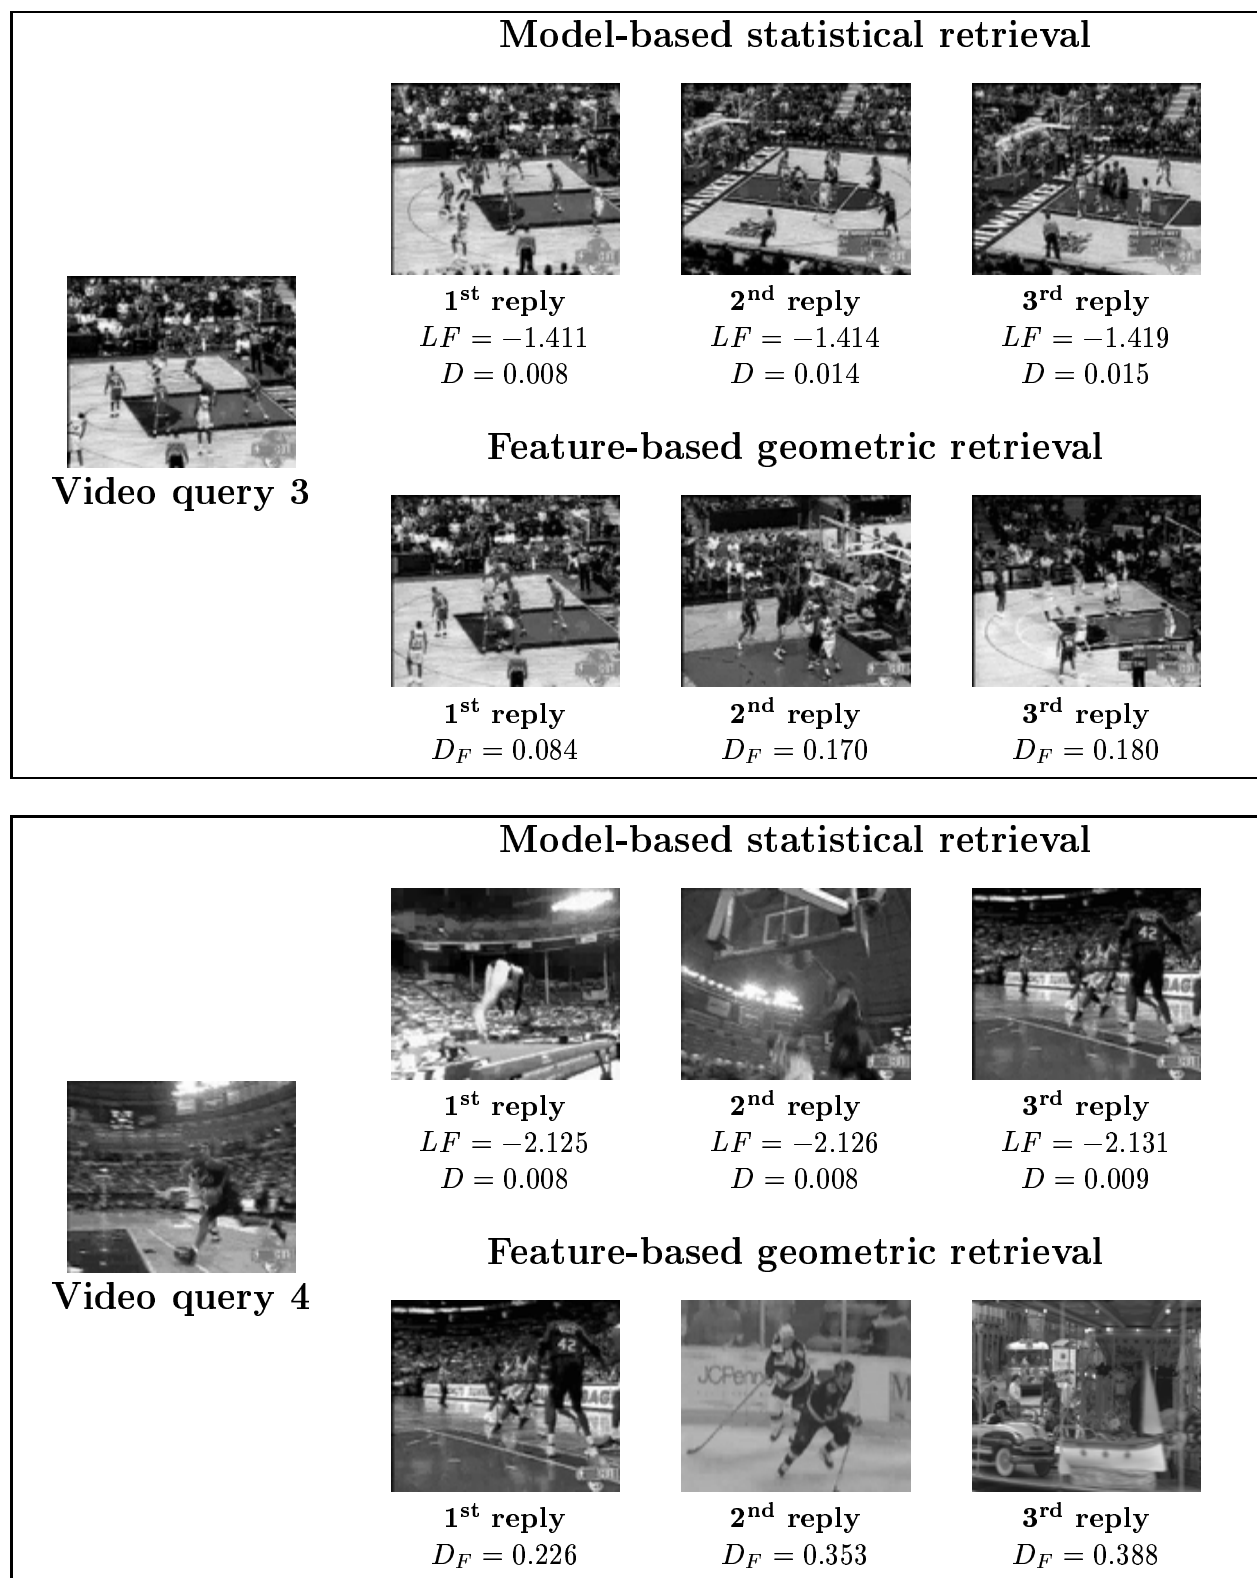 Model-based statistical retrieval
1st reply 2nd reply 3rd reply
LF = −1.411 LF = −1.414 LF = −1.419
D = 0.008 D = 0.014 D = 0.015
Video query 3
Feature-based geometric retrieval
1st reply 2nd reply 3rd reply
D_F = 0.084 D_F = 0.170 D_F = 0.180
Model-based statistical retrieval
42
1st reply 2nd reply 3rd reply
LF = −2.125 LF = −2.126 LF = −2.131
D = 0.008 D = 0.008 D = 0.009
Video query 4
Feature-based geometric retrieval
42
JCPenn
1st reply 2nd reply 3rd reply
D_F = 0.226 D_F = 0.353 D_F = 0.388